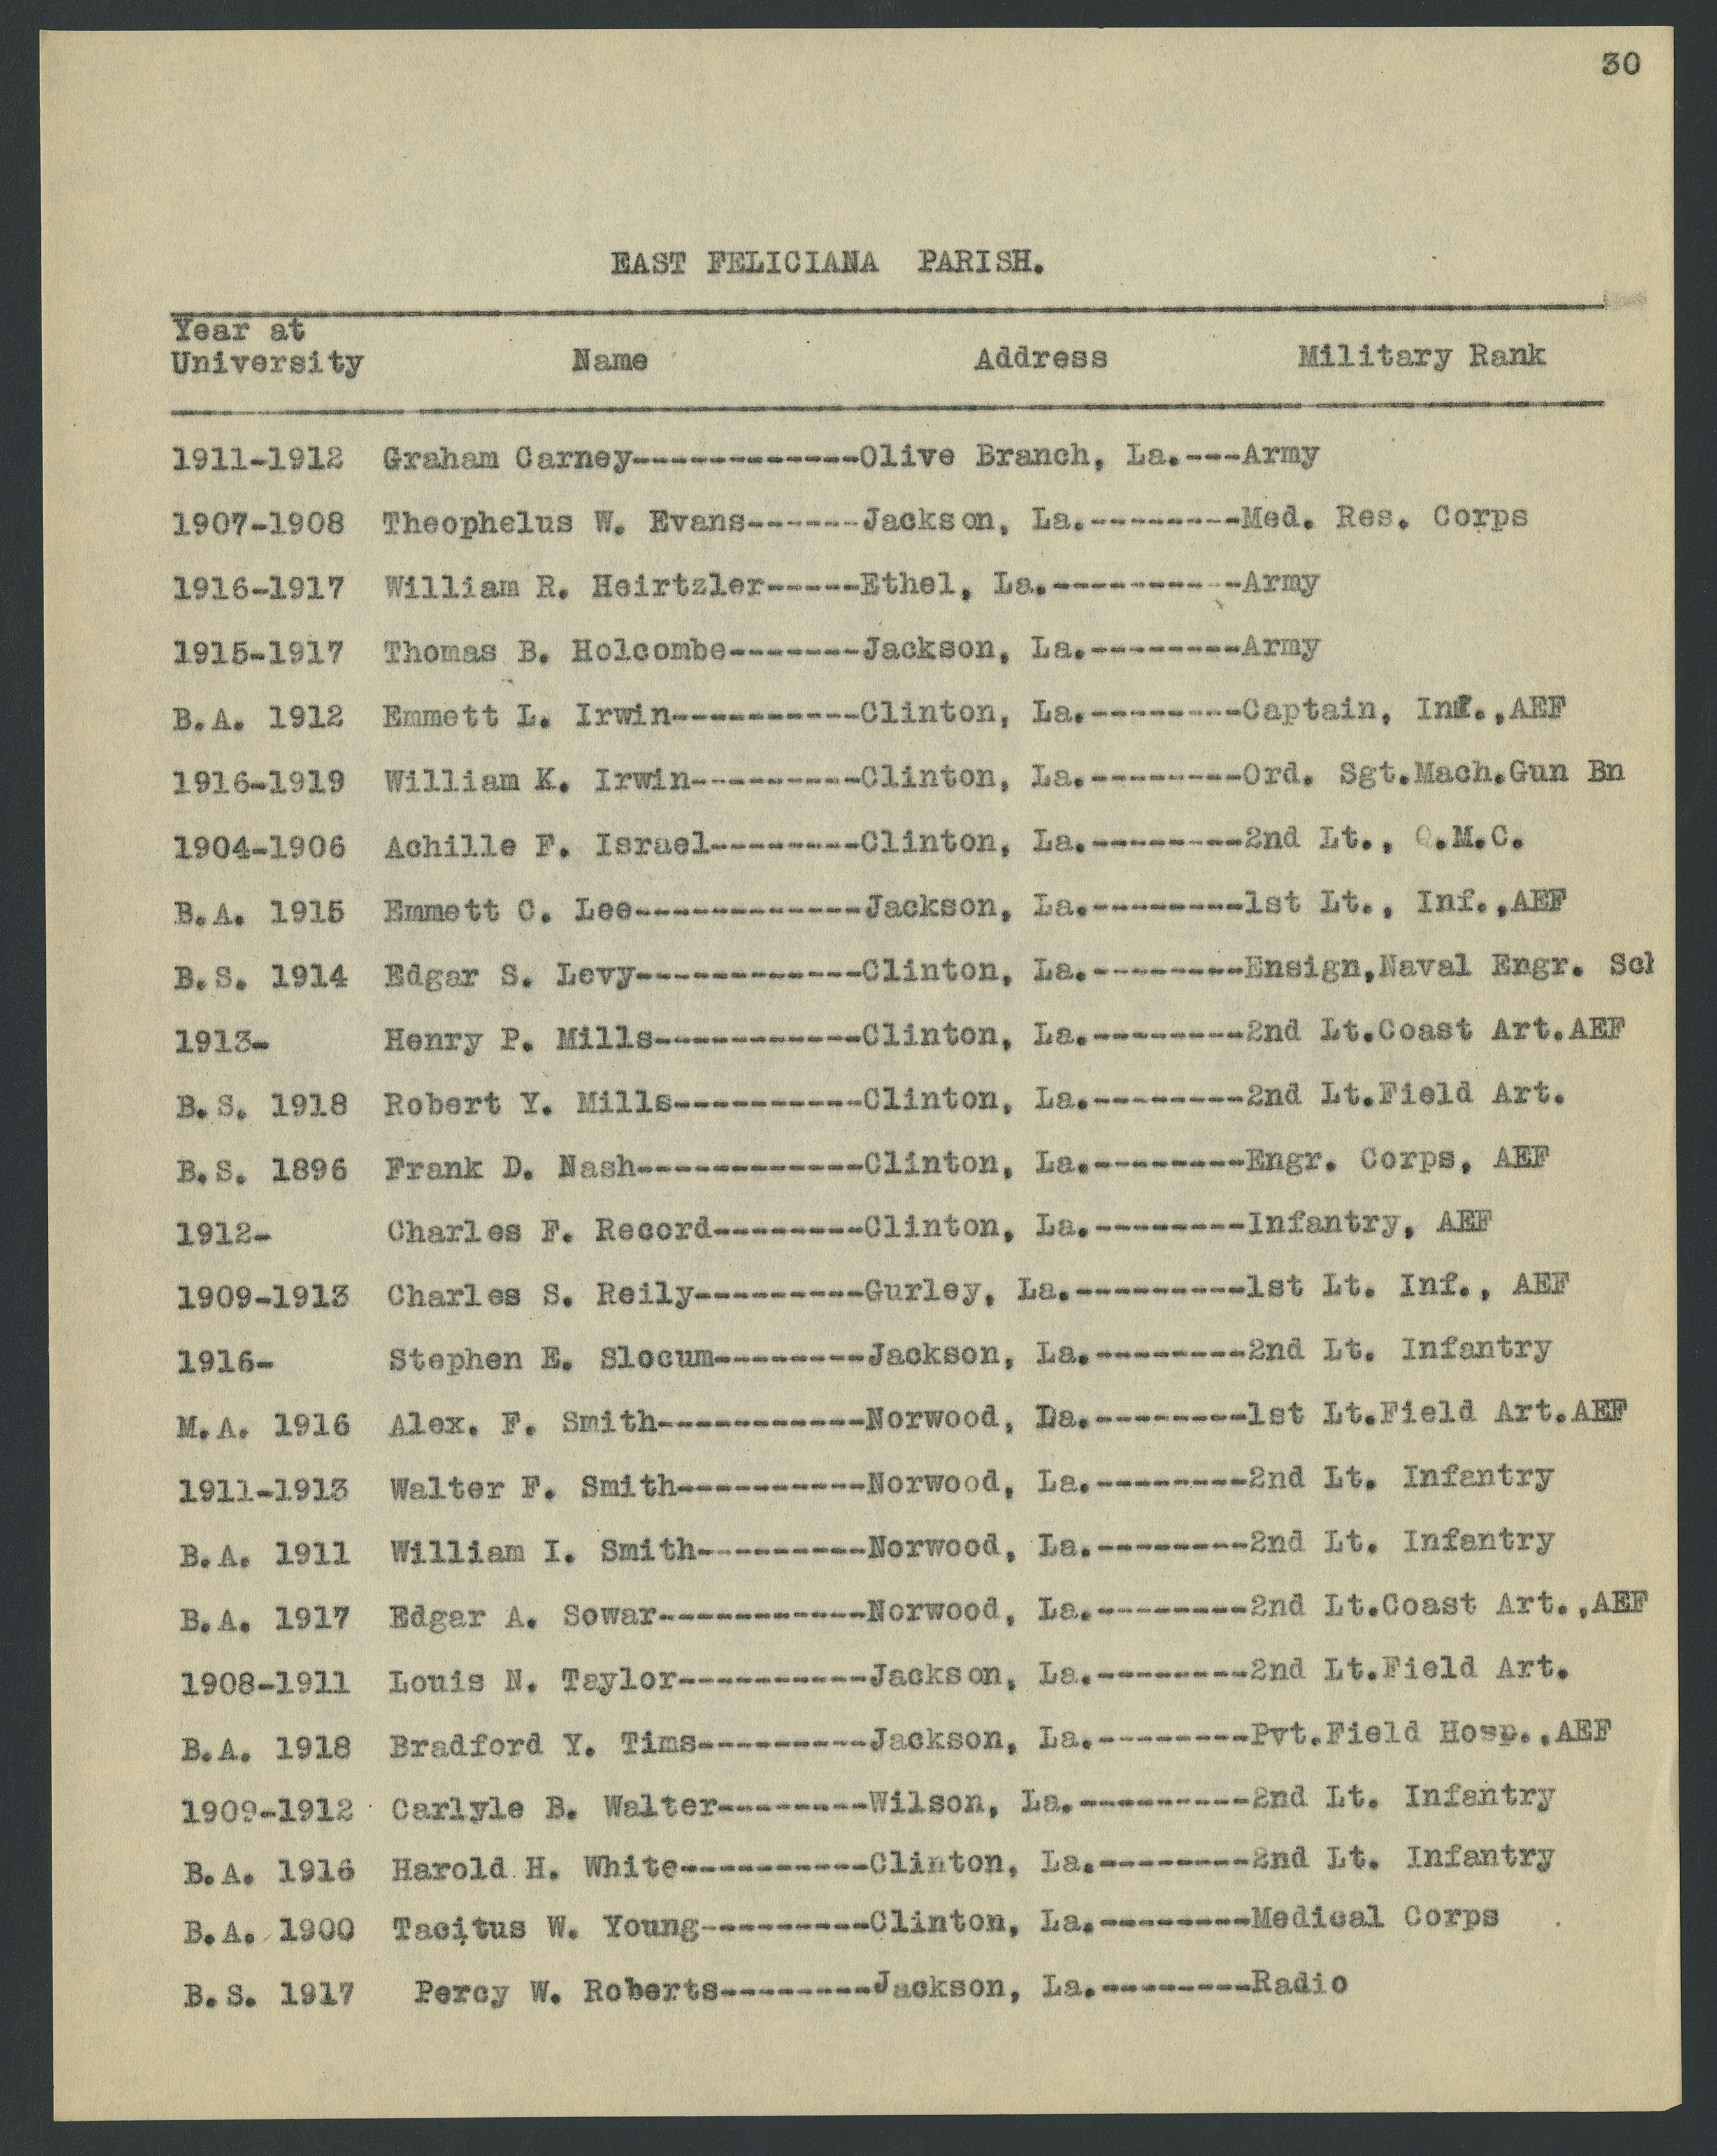 30
EAST FELICIANA PARISH.
Year at
University Name Address Military Rank
1911-1912 Graham Carney-------------Olive Branch, La.---Army
1907-1908 Theophelus W. Evans------Jackson, La.--------Med. Res. Corps
1916-1917 William R. Heirtzler-----Ethel, La.----------Army
1915-1917 Thomas B. Holcombe-------Jackson, La.--------Army
B.A. 1912 Emmett L. Irwin----------Clinton, La.--------Captain, Inf.,AEF
1916-1919 William K. Irwin---------Clinton, La.--------Ord. Sgt.Mach.Gun Bn
1904-1906 Achille F. Israel--------Clinton, La.--------2nd Lt., Q.M.C.
B.A. 1915 Emmett C. Lee------------Jackson, La.--------1st Lt., Inf.,AEF
B.S. 1914 Edgar S. Levy------------Clinton, La.--------Ensign,Naval Engr. Sch
1913- Henry P. Mills-----------Clinton, La.--------2nd Lt.Coast Art.AEF
B.S. 1918 Robert Y. Mills----------Clinton, La.--------2nd Lt.Field Art.
B.S. 1896 Frank D. Nash------------Clinton, La.--------Engr. Corps, AEF
1912- Charles F. Record--------Clinton, La.--------Infantry, AEF
1909-1913 Charles S. Reily---------Gurley, La.---------1st Lt. Inf., AEF
1916- Stephen E. Slocum--------Jackson, La.--------2nd Lt. Infantry
M.A. 1916 Alex. F. Smith-----------Norwood, La.--------1st Lt.Field Art.AEF
1911-1913 Walter F. Smith----------Norwood, La.--------2nd Lt. Infantry
B.A. 1911 William I. Smith---------Norwood, La.--------2nd Lt. Infantry
B.A. 1917 Edgar A. Sowar-----------Norwood, La.--------2nd Lt.Coast Art.,AEF
1908-1911 Louis N. Taylor----------Jackson, La.--------2nd Lt.Field Art.
B.A. 1918 Bradford Y. Tims---------Jackson, La.--------Pvt.Field Hosp.,AEF
1909-1912 Carlyle B. Walter--------Wilson, La.---------2nd Lt. Infantry
B.A. 1916 Harold H. White----------Clinton, La.--------2nd Lt. Infantry
B.A. 1900 Tacitus W. Young---------Clinton, La.--------Medical Corps
B.S. 1917 Percy W. Roberts--------Jackson, La.--------Radio